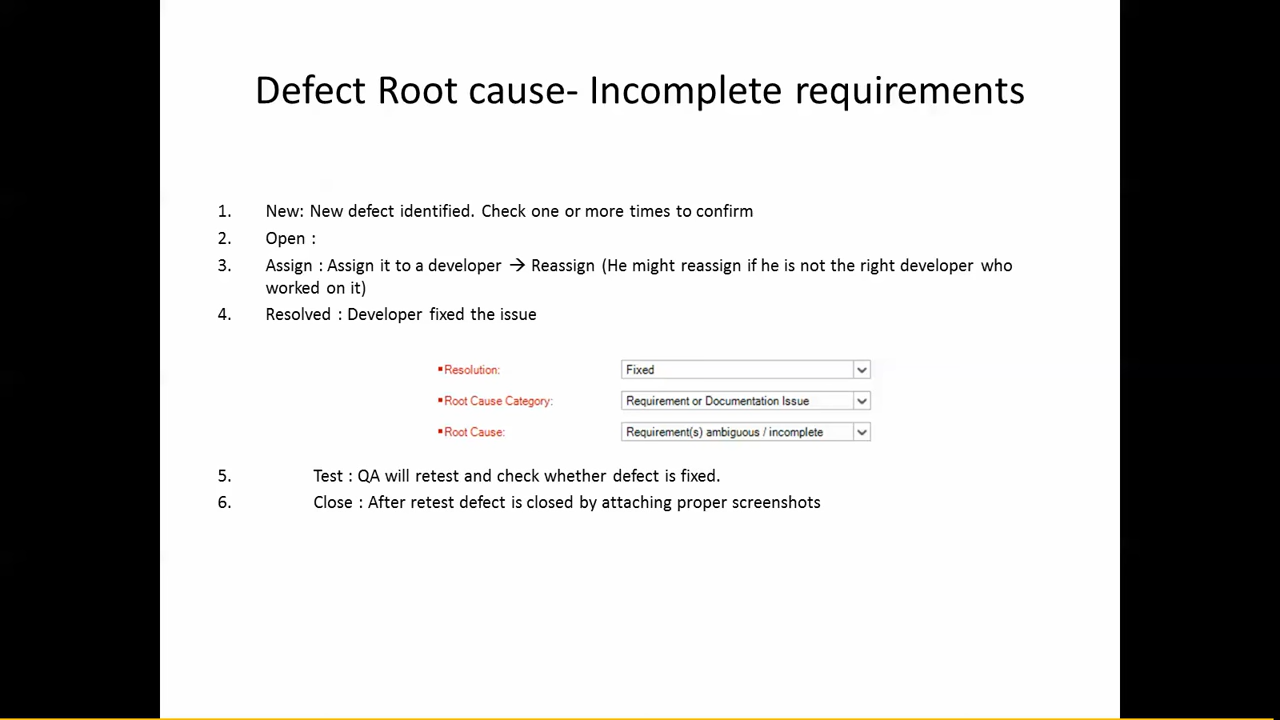 Defect Root cause- Incomplete requirements
1. New: New defect identified. Check one or more times to confirm
2. Open :
3. Assign : Assign it to a developer → Reassign (He might reassign if he is not the right developer who
worked on it)
4. Resolved : Developer fixed the issue
Resolution: Fixed
Root Cause Category: Requirement or Documentation Issue
Root Cause: Requirement(s) ambiguous / incomplete
5. Test : QA will retest and check whether defect is fixed.
6. Close : After retest defect is closed by attaching proper screenshots